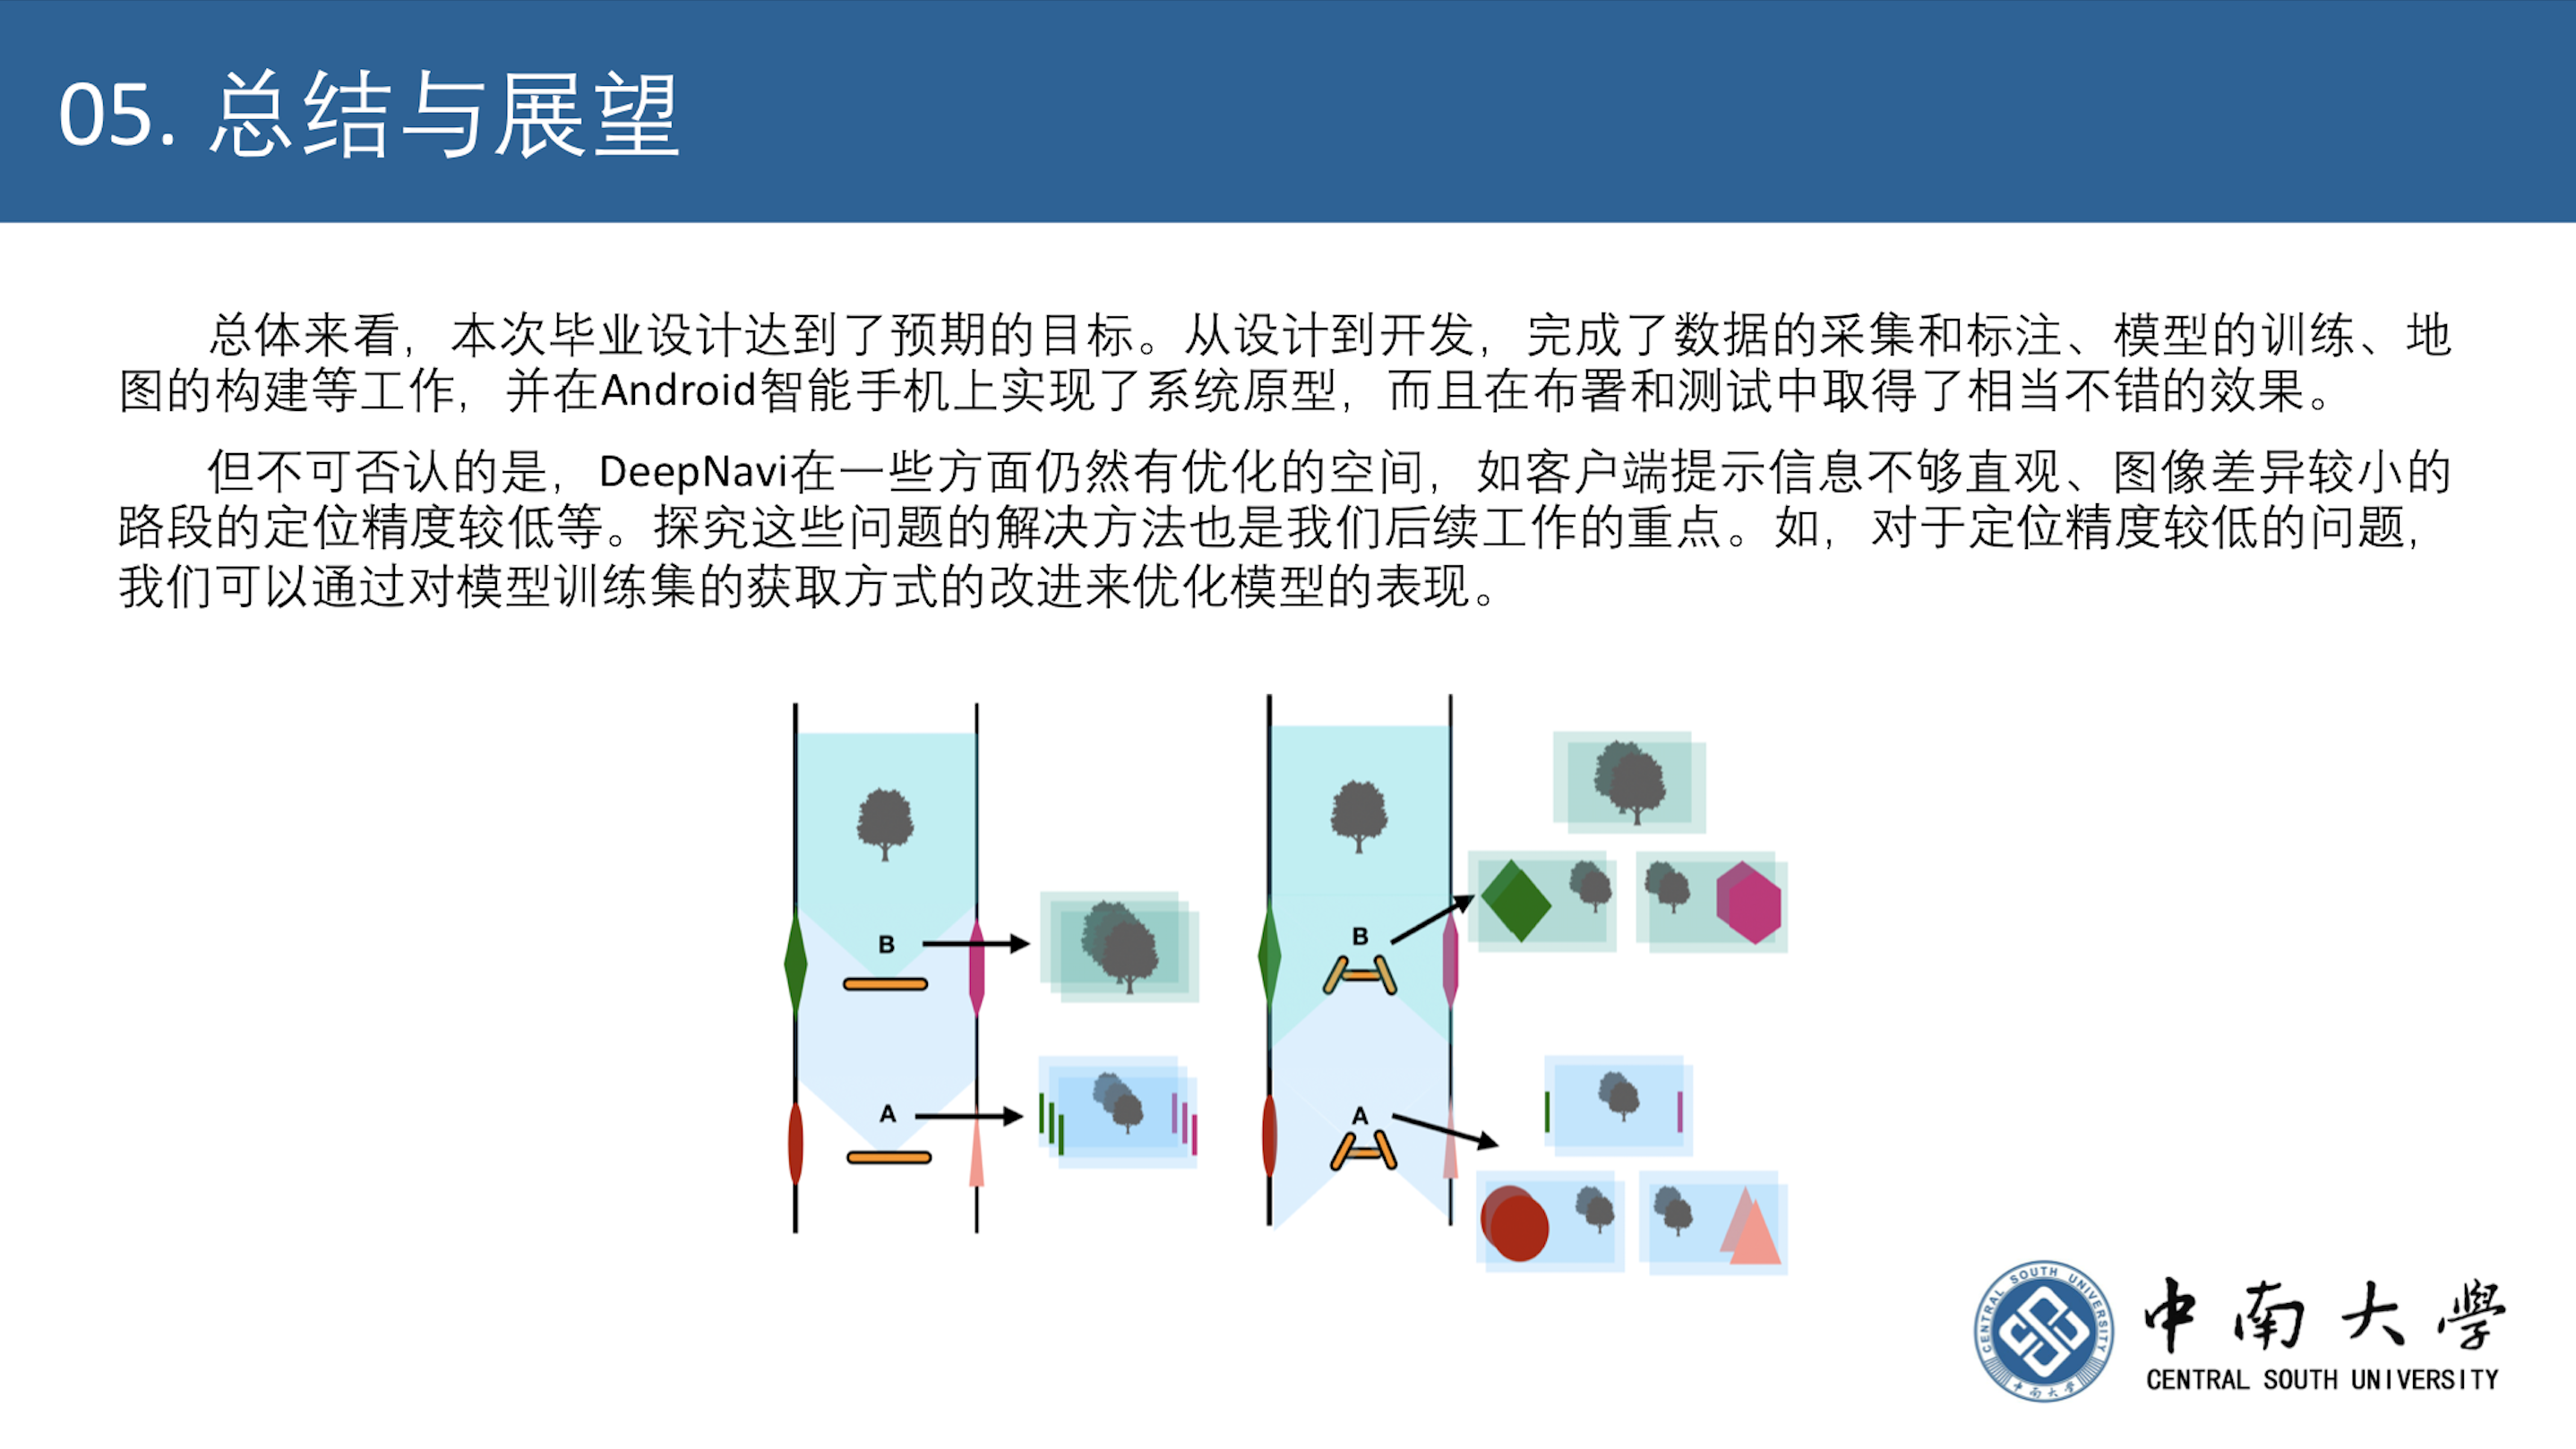 05. 总结与展望
总体来看，本次毕业设计达到了预期的目标。从设计到开发，完成了数据的采集和标注、模型的训练、地
图的构建等工作，并在Android智能手机上实现了系统原型，而且在布署和测试中取得了相当不错的效果。
但不可否认的是，DeepNavi在一些方面仍然有优化的空间，如客户端提示信息不够直观、图像差异较小的
路段的定位精度较低等。探究这些问题的解决方法也是我们后续工作的重点。如，对于定位精度较低的问题，
我们可以通过对模型训练集的获取方式的改进来优化模型的表现。
B
A
B
A
CENTRAL SOUTH UNIVERSITY
中南大学
中南大學
CENTRAL SOUTH UNIVERSITY